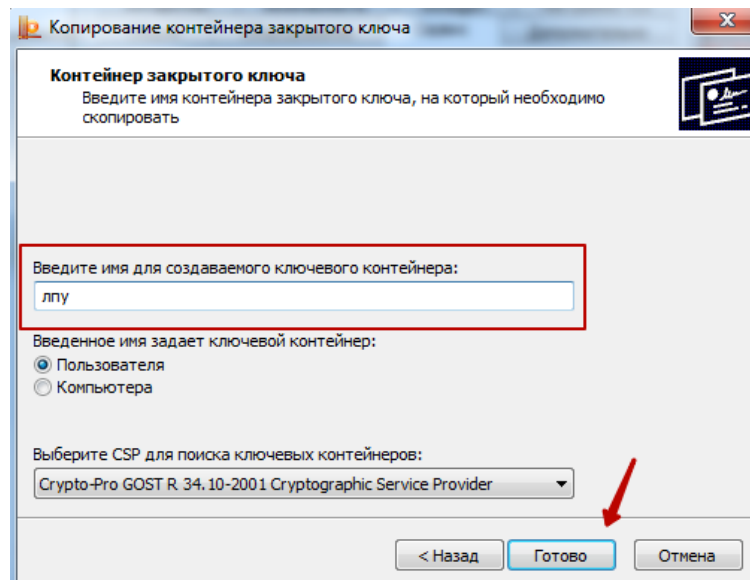 Копирование контейнера закрытого ключа
Контейнер закрытого ключа
Введите имя контейнера закрытого ключа, на который необходимо
скопировать
Введите имя для создаваемого ключевого контейнера:
лпу
Введенное имя задает ключевой контейнер:
Пользователя
Компьютера
Выберите CSP для поиска ключевых контейнеров:
Crypto-Pro GOST R 34.10-2001 Cryptographic Service Provider
< Назад
Готово
Отмена